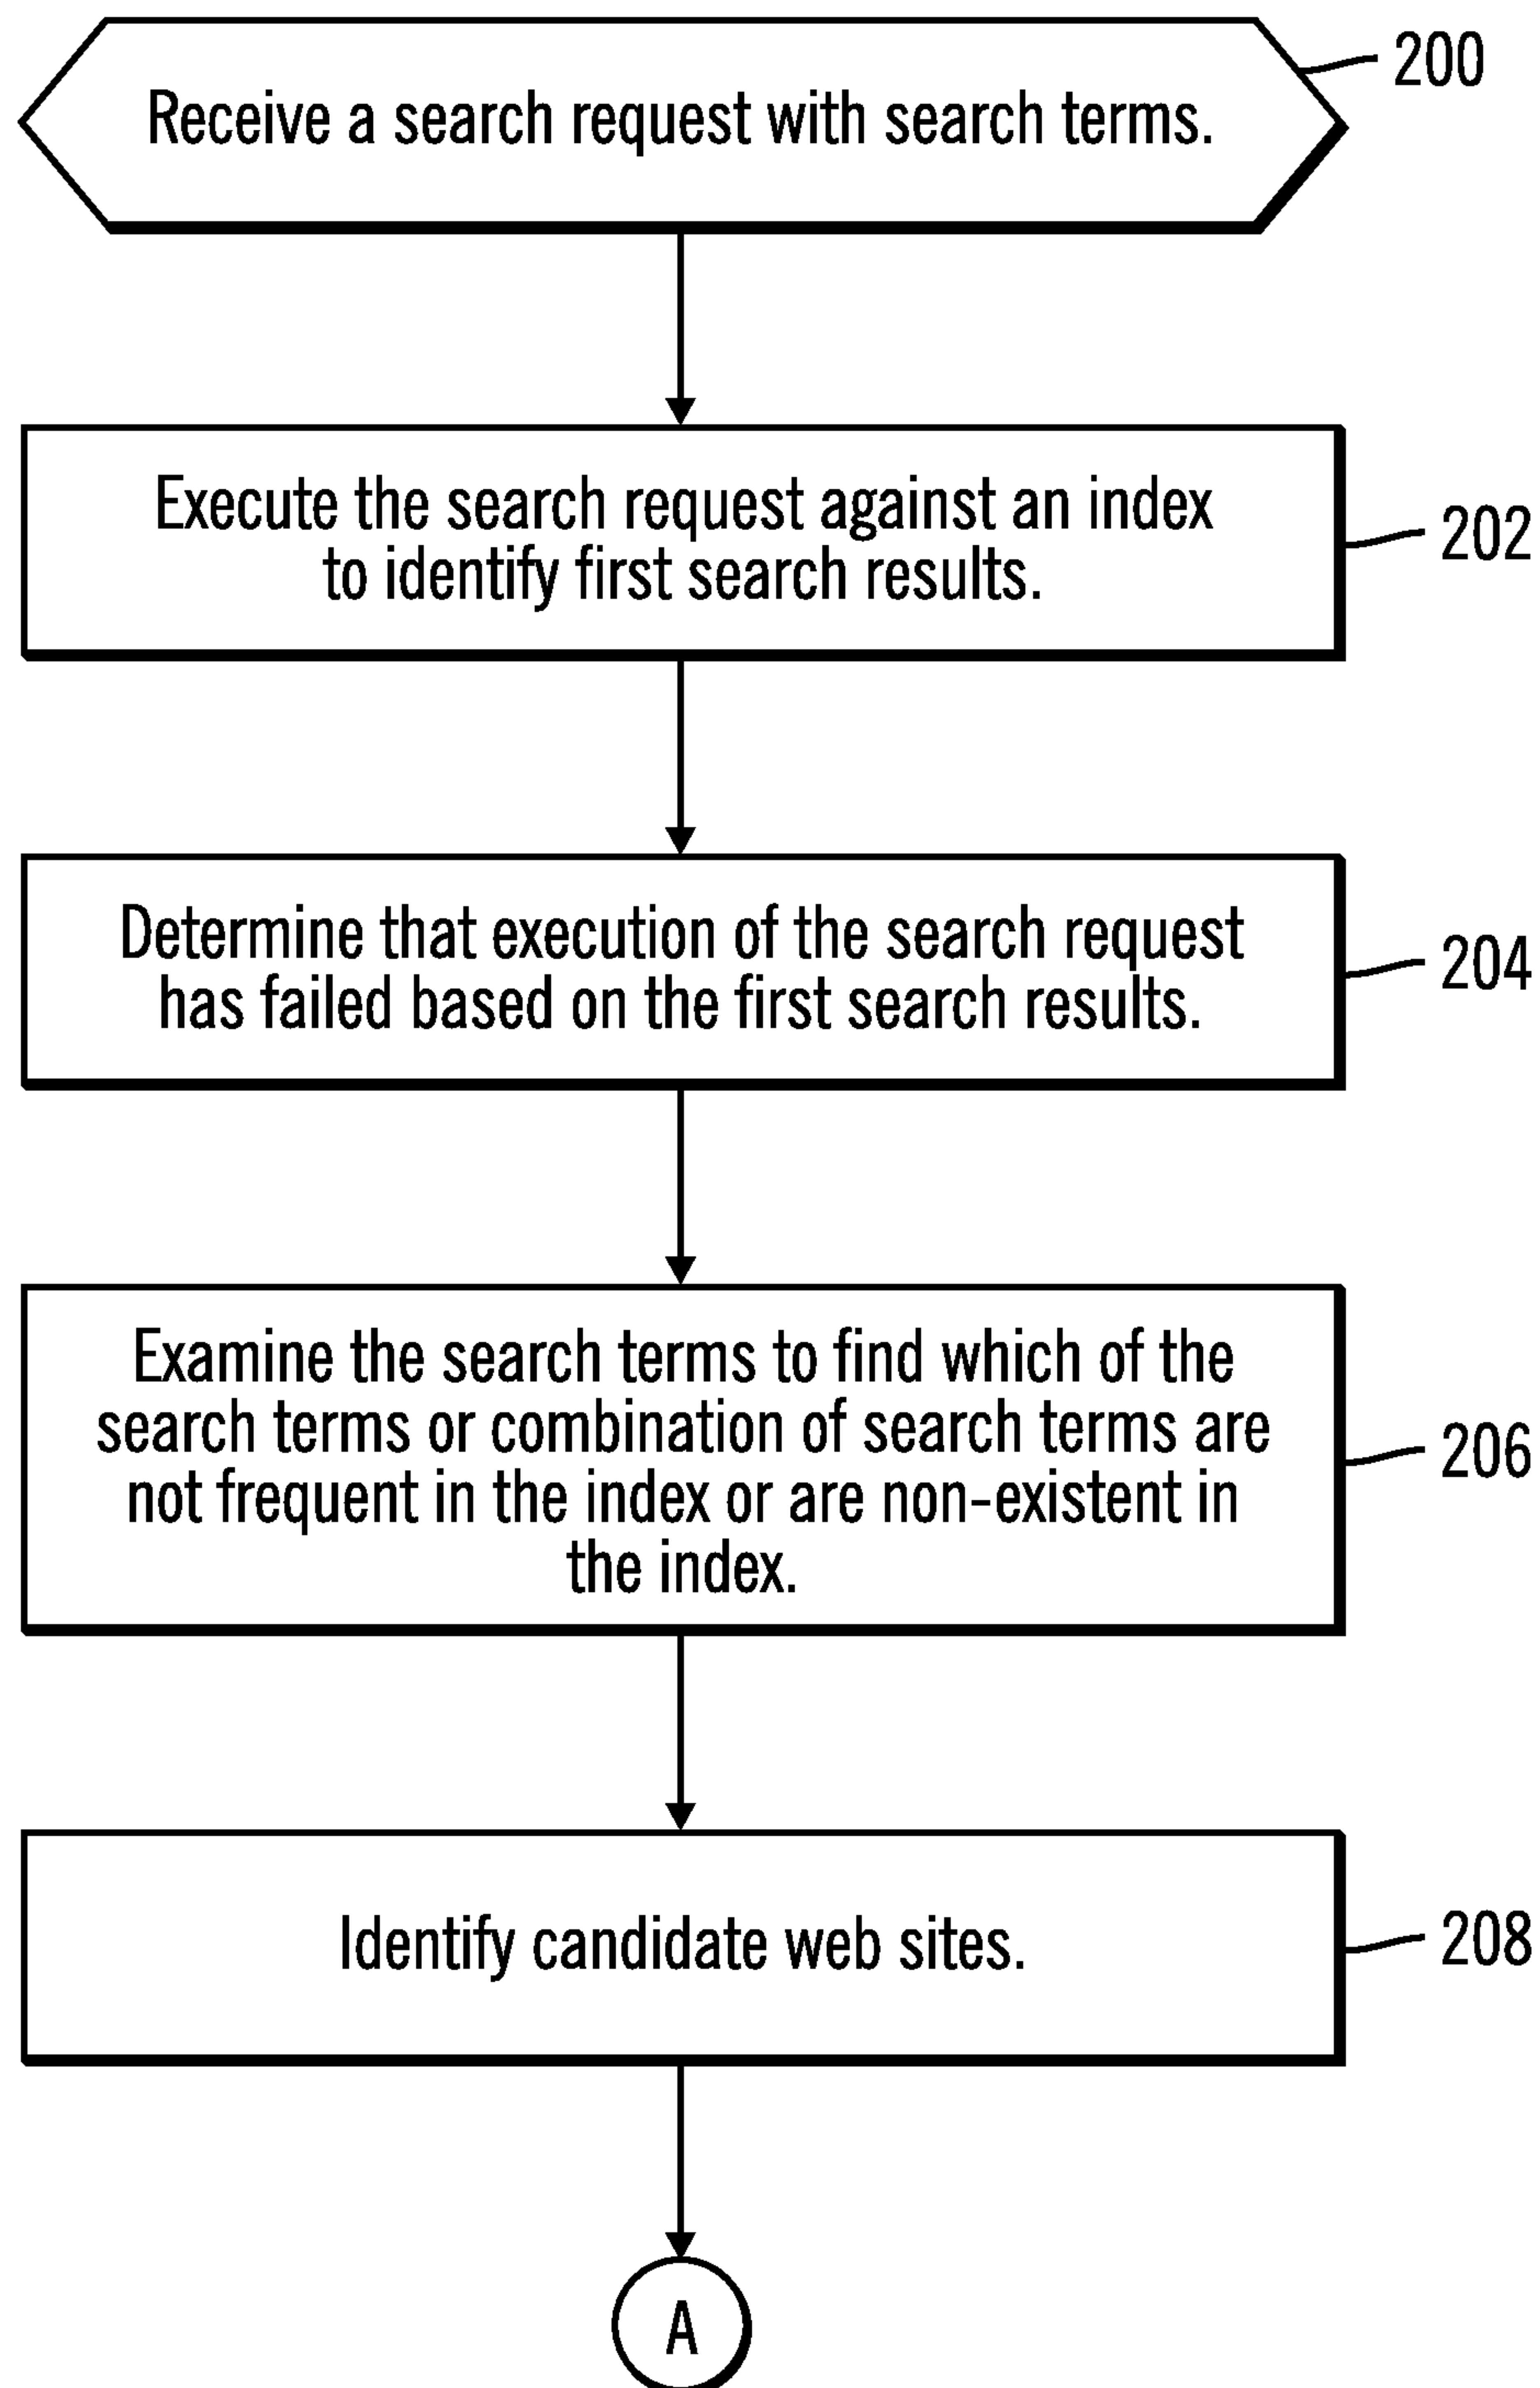 Receive a search request with search terms.
200
Execute the search request against an index
to identify first search results.
202
Determine that execution of the search request
has failed based on the first search results.
204
Examine the search terms to find which of the
search terms or combination of search terms are
not frequent in the index or are non-existent in
the index.
206
Identify candidate web sites.
208
A